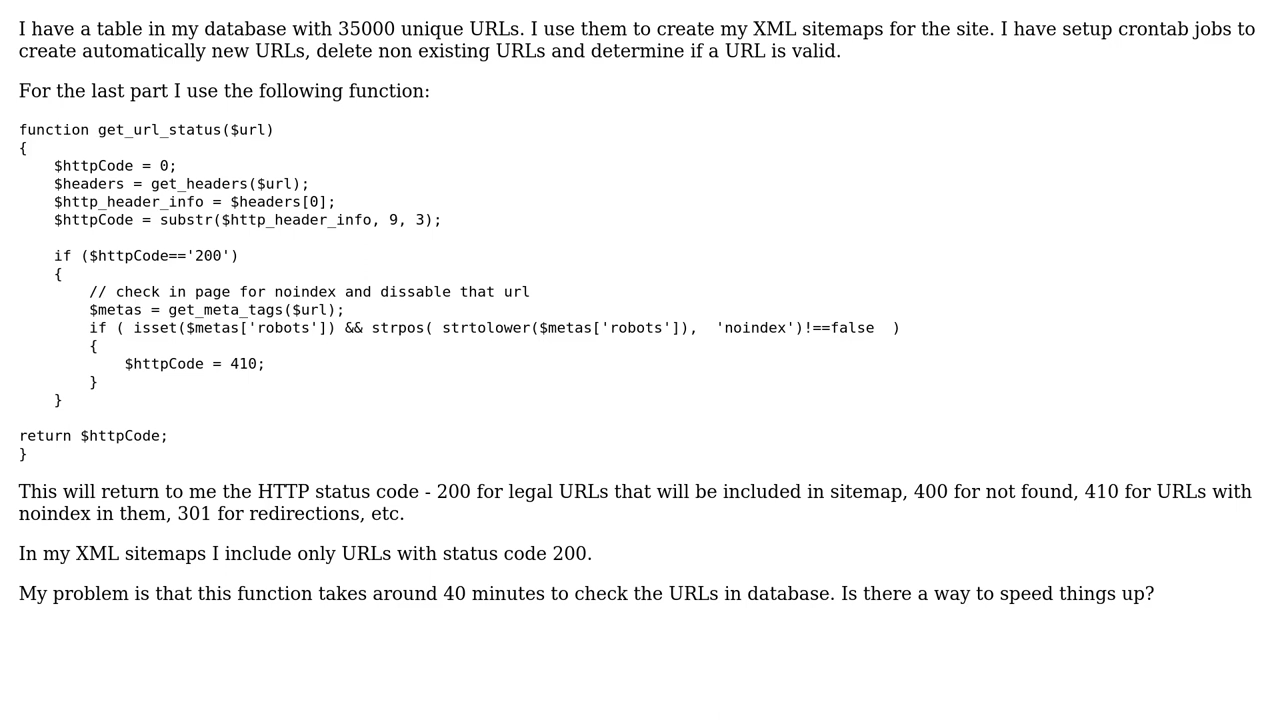 I have a table in my database with 35000 unique URLs. I use them to create my XML sitemaps for the site. I have setup crontab jobs to
create automatically new URLs, delete non existing URLs and determine if a URL is valid.
For the last part I use the following function:
function get_url_status($url)
{
    $httpCode = 0;
    $headers = get_headers($url);
    $http_header_info = $headers[0];
    $httpCode = substr($http_header_info, 9, 3);
    if ($httpCode=='200')
    {
        // check in page for noindex and dissable that url
        $metas = get_meta_tags($url);
        if ( isset($metas['robots']) && strpos( strtolower($metas['robots']),  'noindex')!==false  )
        {
            $httpCode = 410;
        }
    }
return $httpCode;
}
This will return to me the HTTP status code - 200 for legal URLs that will be included in sitemap, 400 for not found, 410 for URLs with
noindex in them, 301 for redirections, etc.
In my XML sitemaps I include only URLs with status code 200.
My problem is that this function takes around 40 minutes to check the URLs in database. Is there a way to speed things up?